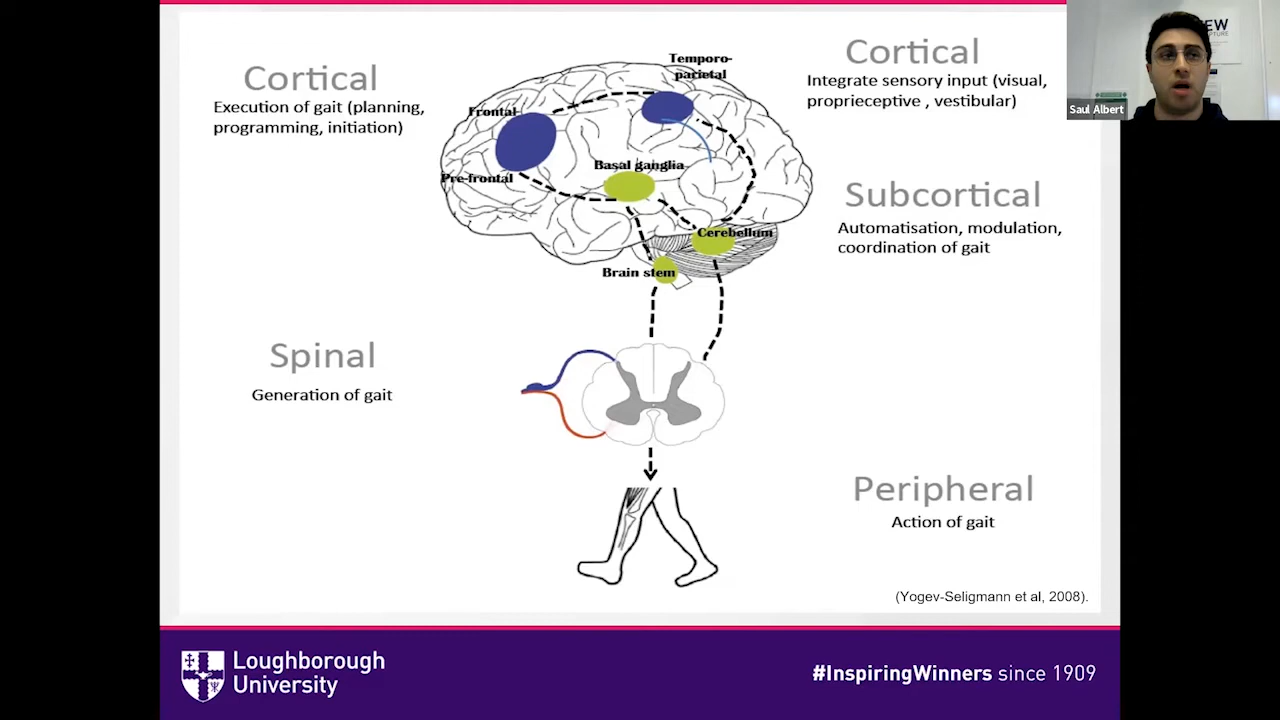 Cortical
Execution of gait (planning,
programming, initiation)
Temporo-
parietal
Frontal
Pre-frontal
Basal ganglia
Cerebellum
Brain stem
Cortical
Integrate sensory input (visual,
proprieceptive , vestibular)
Subcortical
Automatisation, modulation,
coordination of gait
Spinal
Generation of gait
Peripheral
Action of gait
(Yogev-Seligmann et al, 2008).
Loughborough
University
#InspiringWinners since 1909
Saul Albert